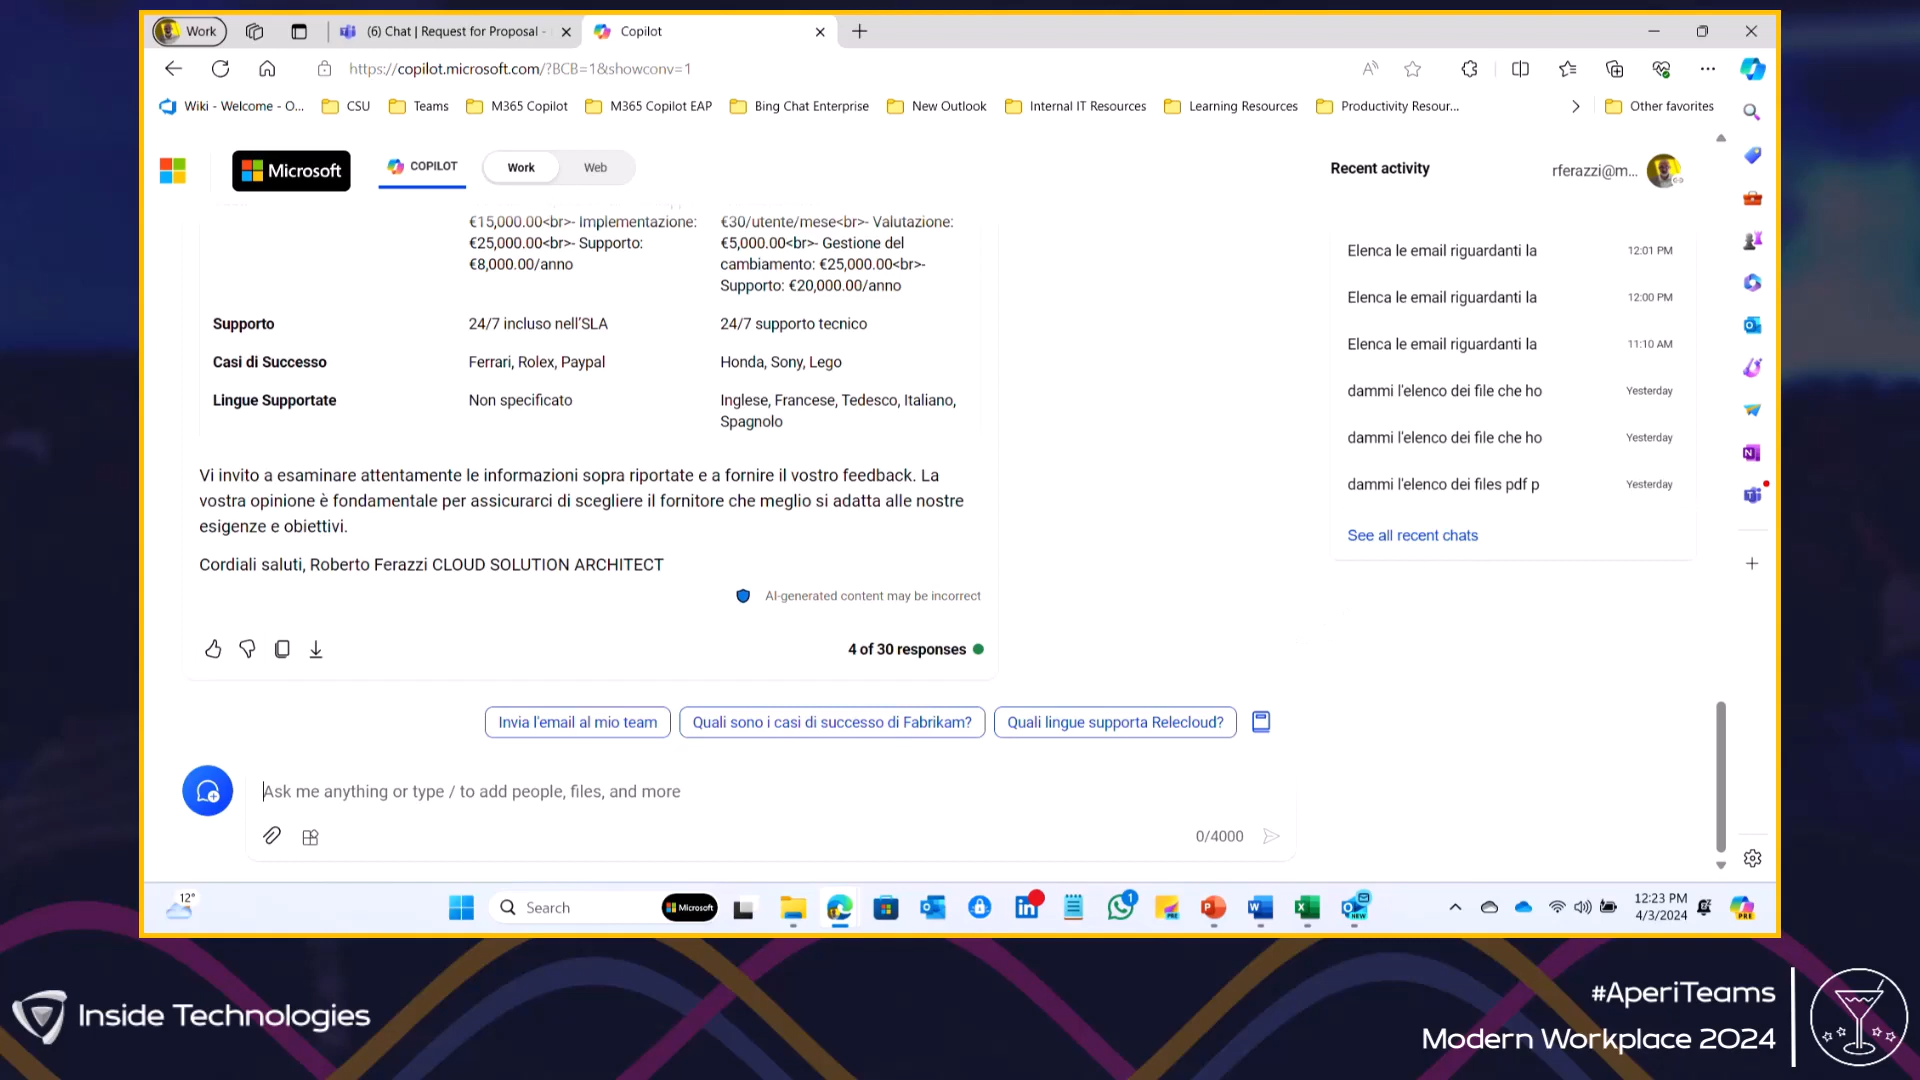 Work
(6) Chat | Request for Proposal -
Copilot
https://copilot.microsoft.com/?BCB=1&showconv=1
Wiki - Welcome - O...
CSU
Teams
M365 Copilot
M365 Copilot EAP
Bing Chat Enterprise
New Outlook
Internal IT Resources
Learning Resources
Productivity Resour...
Other favorites
Microsoft
COPILOT
Work
Web
Recent activity
rferazzi@m...
€15,000.00<br>- Implementazione:
€25,000.00<br>- Supporto:
€8,000.00/anno
€30/utente/mese<br>- Valutazione:
€5,000.00<br>- Gestione del
cambiamento: €25,000.00<br>-
Supporto: €20,000.00/anno
Supporto
24/7 incluso nell'SLA
24/7 supporto tecnico
Casi di Successo
Ferrari, Rolex, Paypal
Honda, Sony, Lego
Lingue Supportate
Non specificato
Inglese, Francese, Tedesco, Italiano,
Spagnolo
Vi invito a esaminare attentamente le informazioni sopra riportate e a fornire il vostro feedback. La
vostra opinione è fondamentale per assicurarci di scegliere il fornitore che meglio si adatta alle nostre
esigenze e obiettivi.
Cordiali saluti, Roberto Ferazzi CLOUD SOLUTION ARCHITECT
AI-generated content may be incorrect
4 of 30 responses
Elenca le email riguardanti la
12:01 PM
Elenca le email riguardanti la
12:00 PM
Elenca le email riguardanti la
11:10 AM
dammi l'elenco dei file che ho
Yesterday
dammi l'elenco dei file che ho
Yesterday
dammi l'elenco dei files pdf p
Yesterday
See all recent chats
Invia l'email al mio team
Quali sono i casi di successo di Fabrikam?
Quali lingue supporta Relecloud?
Ask me anything or type / to add people, files, and more
0/4000
12°
Search
Microsoft
1
PRE
NEW
12:23 PM
4/3/2024
PRE
Inside Technologies
#AperiTeams
Modern Workplace 2024